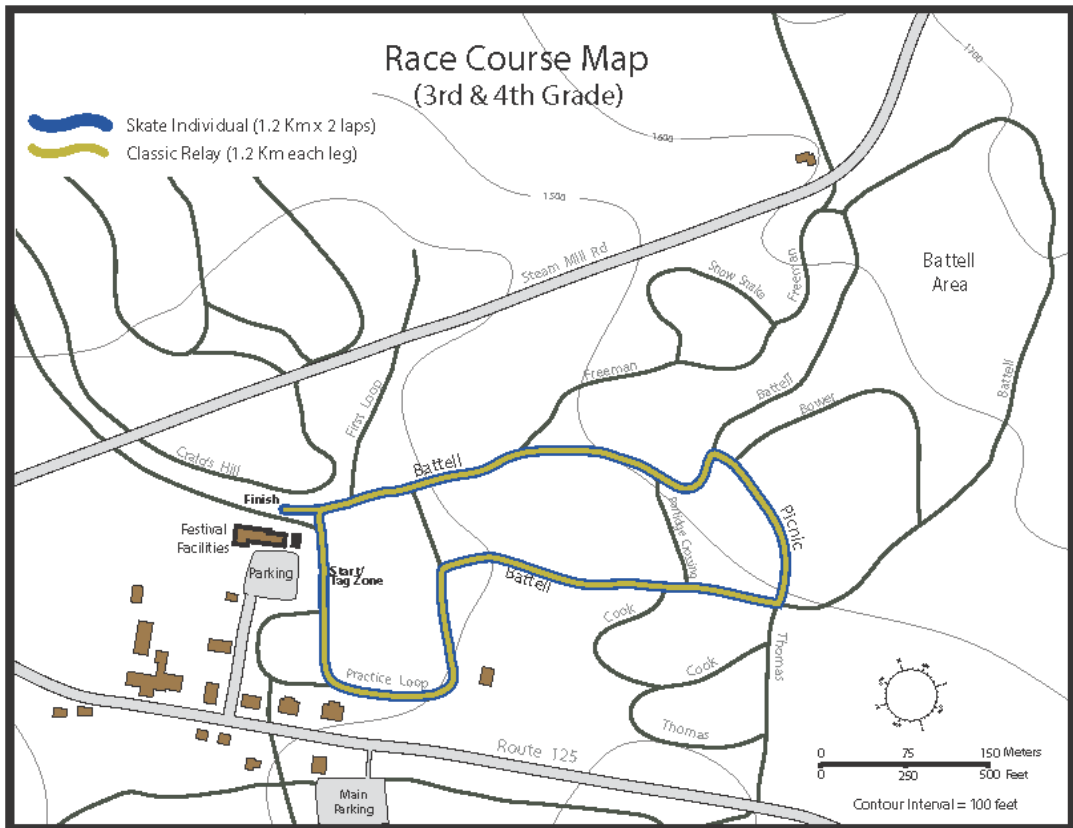 Race Course Map
(3rd & 4th Grade)
Skate Individual (1.2 Km x 2 laps)
Classic Relay (1.2 Km each leg)
1700
1600
1500
Steam Mill Rd
Snow Snake
Freeman
Battell
Area
Freeman
Battell
Bower
Battell
First Loop
Craig's Hill
Battell
Finish
Festival
Facilities
Parking
Start/
Tag Zone
Partridge Crossing
Picnic
Battell
Cook
Cook
Thomas
Thomas
Practice Loop
Route 125
Main
Parking
0 75 150 Meters
0 250 500 Feet
Contour Interval = 100 feet